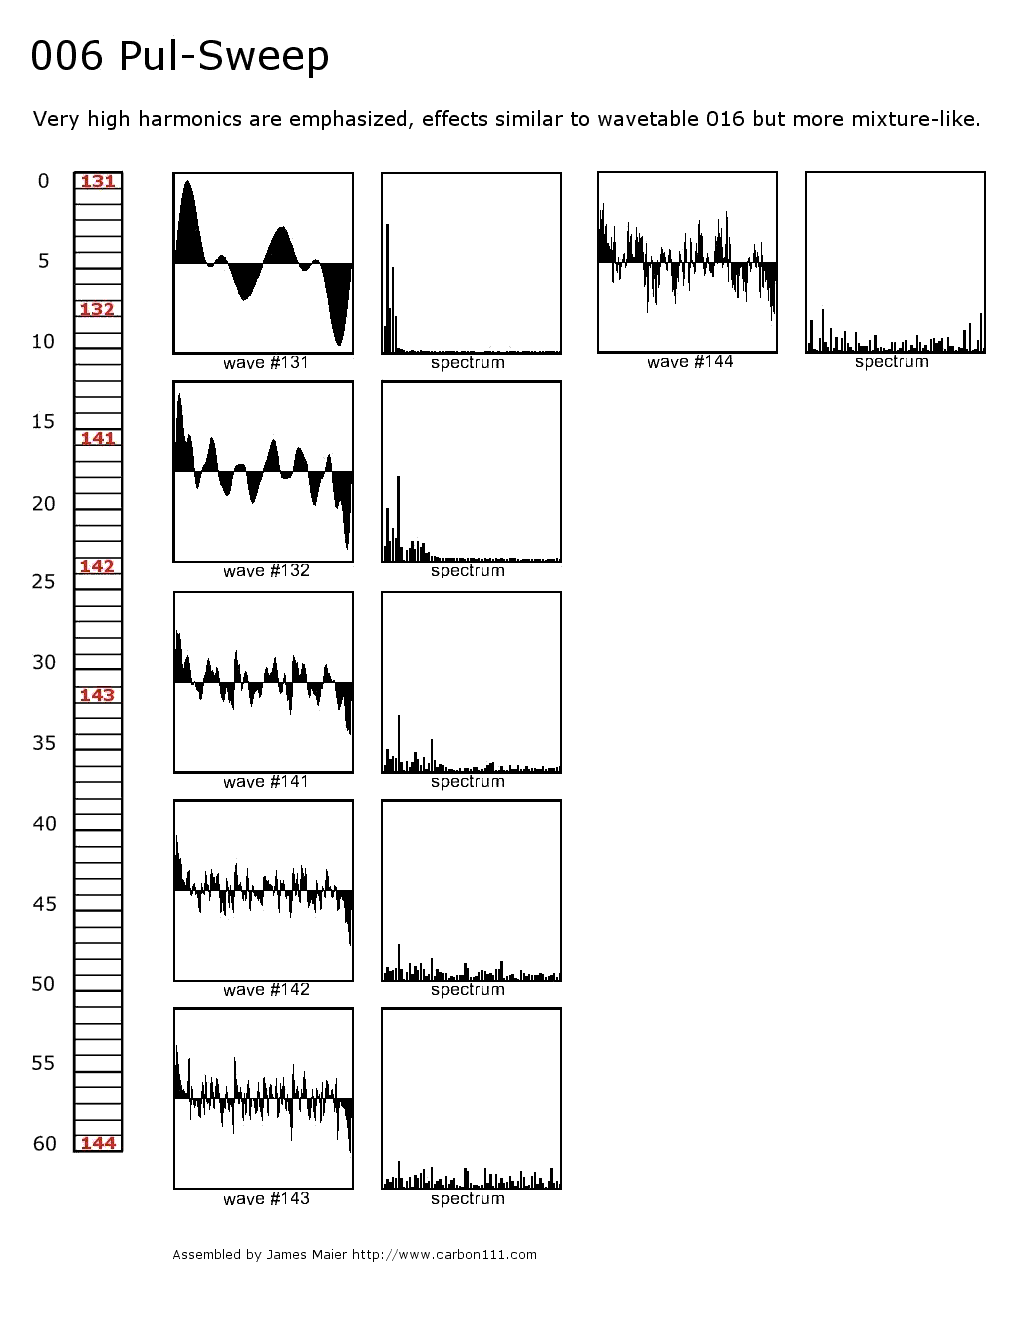 006 Pul-Sweep
Very high harmonics are emphasized, effects similar to wavetable 016 but more mixture-like.
0
131
5
132
10
15
141
20
142
25
30
143
35
40
45
50
55
60
144
wave #131
spectrum
wave #144
spectrum
wave #132
spectrum
wave #141
spectrum
wave #142
spectrum
wave #143
spectrum
Assembled by James Maier http://www.carbon111.com